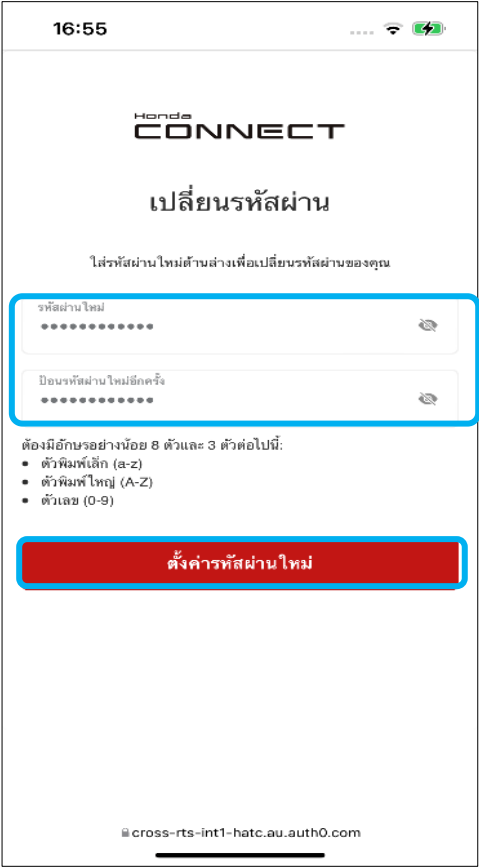 16:55
Honda
CONNECT
เปลี่ยนรหัสผ่าน
ใส่รหัสผ่านใหม่ด้านล่างเพื่อเปลี่ยนรหัสผ่านของคุณ
รหัสผ่านใหม่
••••••••••••
ป้อนรหัสผ่านใหม่อีกครั้ง
••••••••••••
ต้องมีอักษรอย่างน้อย 8 ตัวและ 3 ตัวต่อไปนี้:
• ตัวพิมพ์เล็ก (a-z)
• ตัวพิมพ์ใหญ่ (A-Z)
• ตัวเลข (0-9)
ตั้งค่ารหัสผ่านใหม่
cross-rts-int1-hatc.au.auth0.com